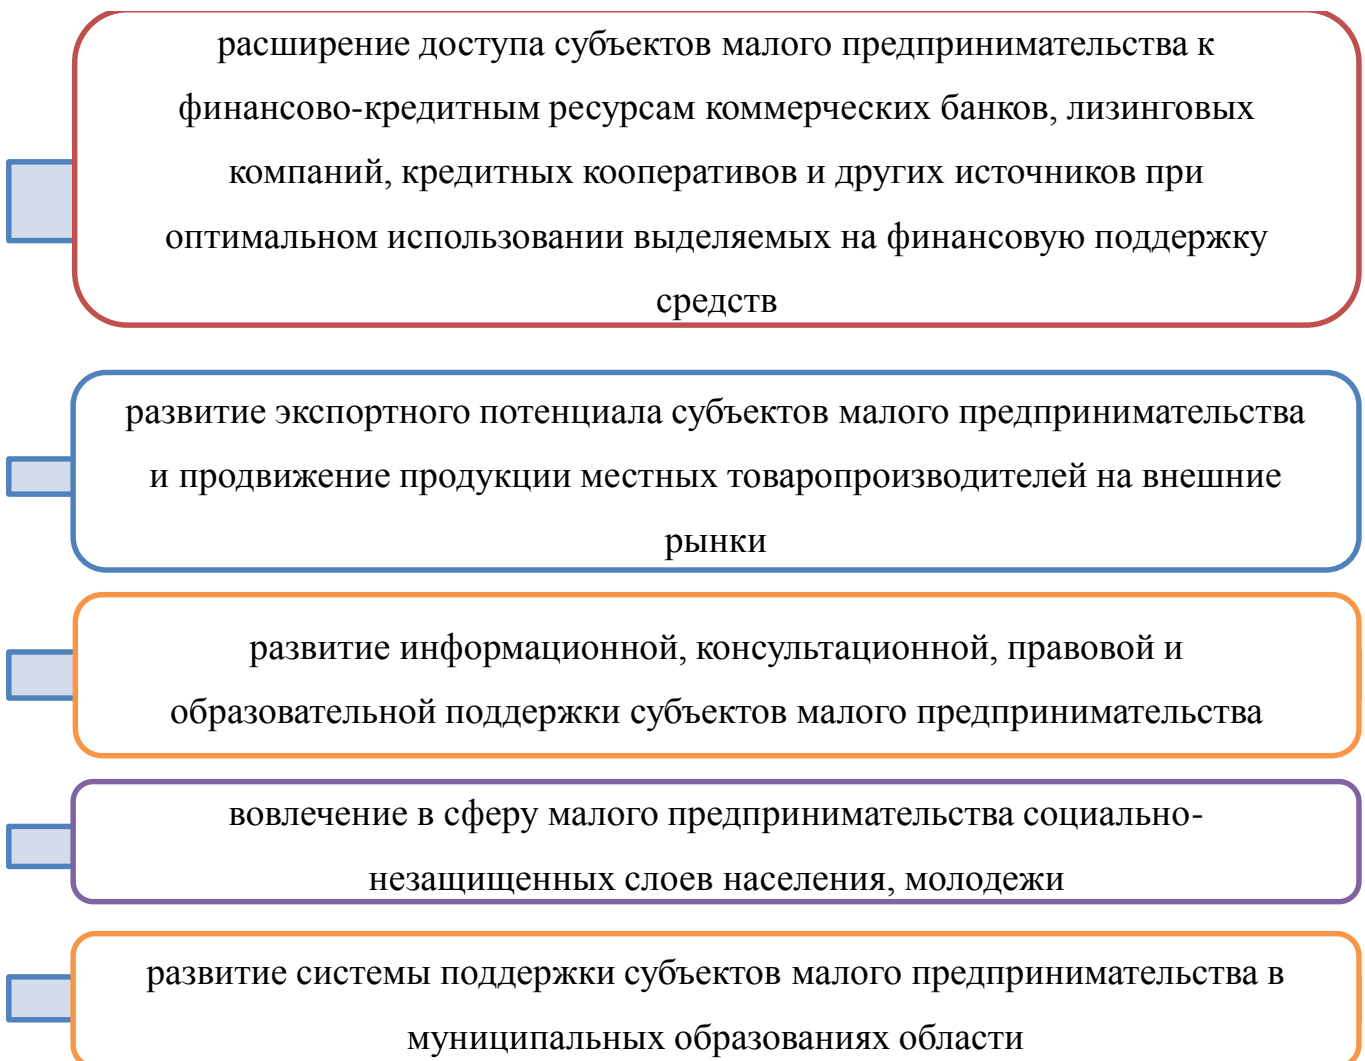 расширение доступа субъектов малого предпринимательства к
финансово-кредитным ресурсам коммерческих банков, лизинговых
компаний, кредитных кооперативов и других источников при
оптимальном использовании выделяемых на финансовую поддержку
средств
развитие экспортного потенциала субъектов малого предпринимательства
и продвижение продукции местных товаропроизводителей на внешние
рынки
развитие информационной, консультационной, правовой и
образовательной поддержки субъектов малого предпринимательства
вовлечение в сферу малого предпринимательства социально-
незащищенных слоев населения, молодежи
развитие системы поддержки субъектов малого предпринимательства в
муниципальных образованиях области